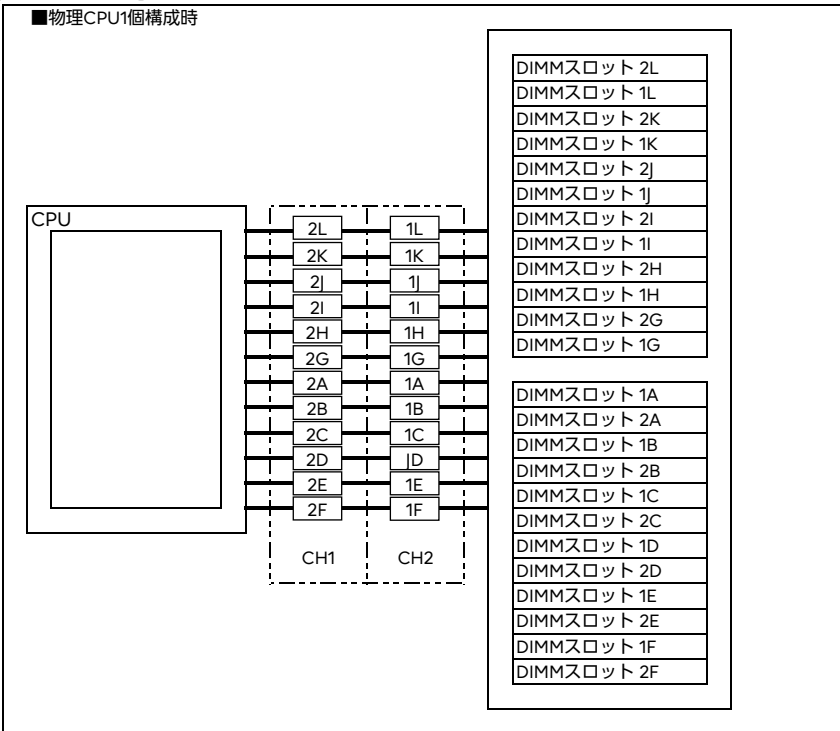 ■物理CPU1個構成時
DIMMスロット 2L
DIMMスロット 1L
DIMMスロット 2K
DIMMスロット 1K
DIMMスロット 2J
DIMMスロット 1J
DIMMスロット 2I
DIMMスロット 1I
DIMMスロット 2H
DIMMスロット 1H
DIMMスロット 2G
DIMMスロット 1G
CPU
2L 1L
2K 1K
2J 1J
2I 1I
2H 1H
2G 1G
2A 1A
2B 1B
2C 1C
2D JD
2E 1E
2F 1F
CH1 CH2
DIMMスロット 1A
DIMMスロット 2A
DIMMスロット 1B
DIMMスロット 2B
DIMMスロット 1C
DIMMスロット 2C
DIMMスロット 1D
DIMMスロット 2D
DIMMスロット 1E
DIMMスロット 2E
DIMMスロット 1F
DIMMスロット 2F